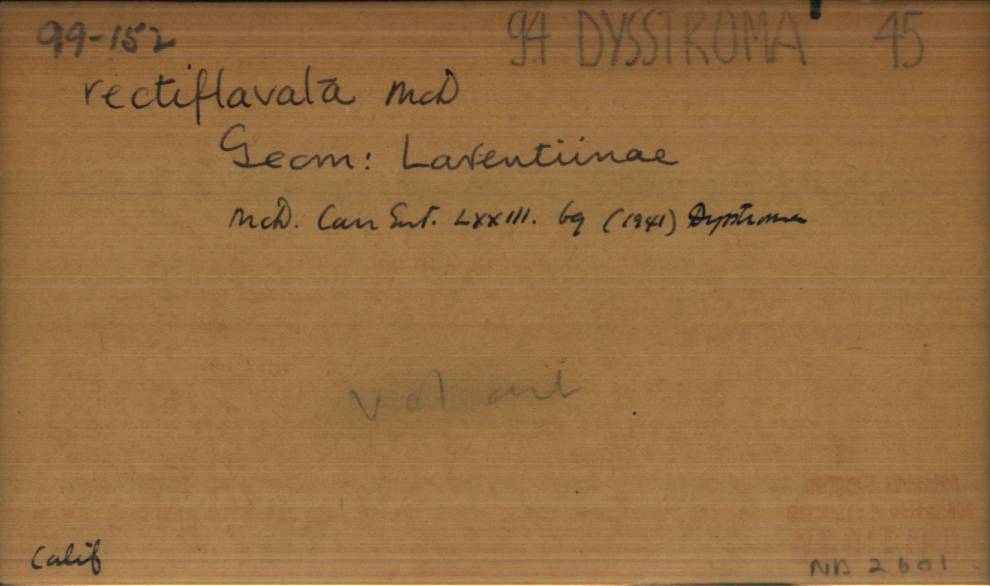 99-152 94 DYSSTROMA 45
rectiflavata McD
Geom: Larentiinae
McD. Can Ent. LXXIII. 69 (1941) Dysstroma
Calif
ND 2601